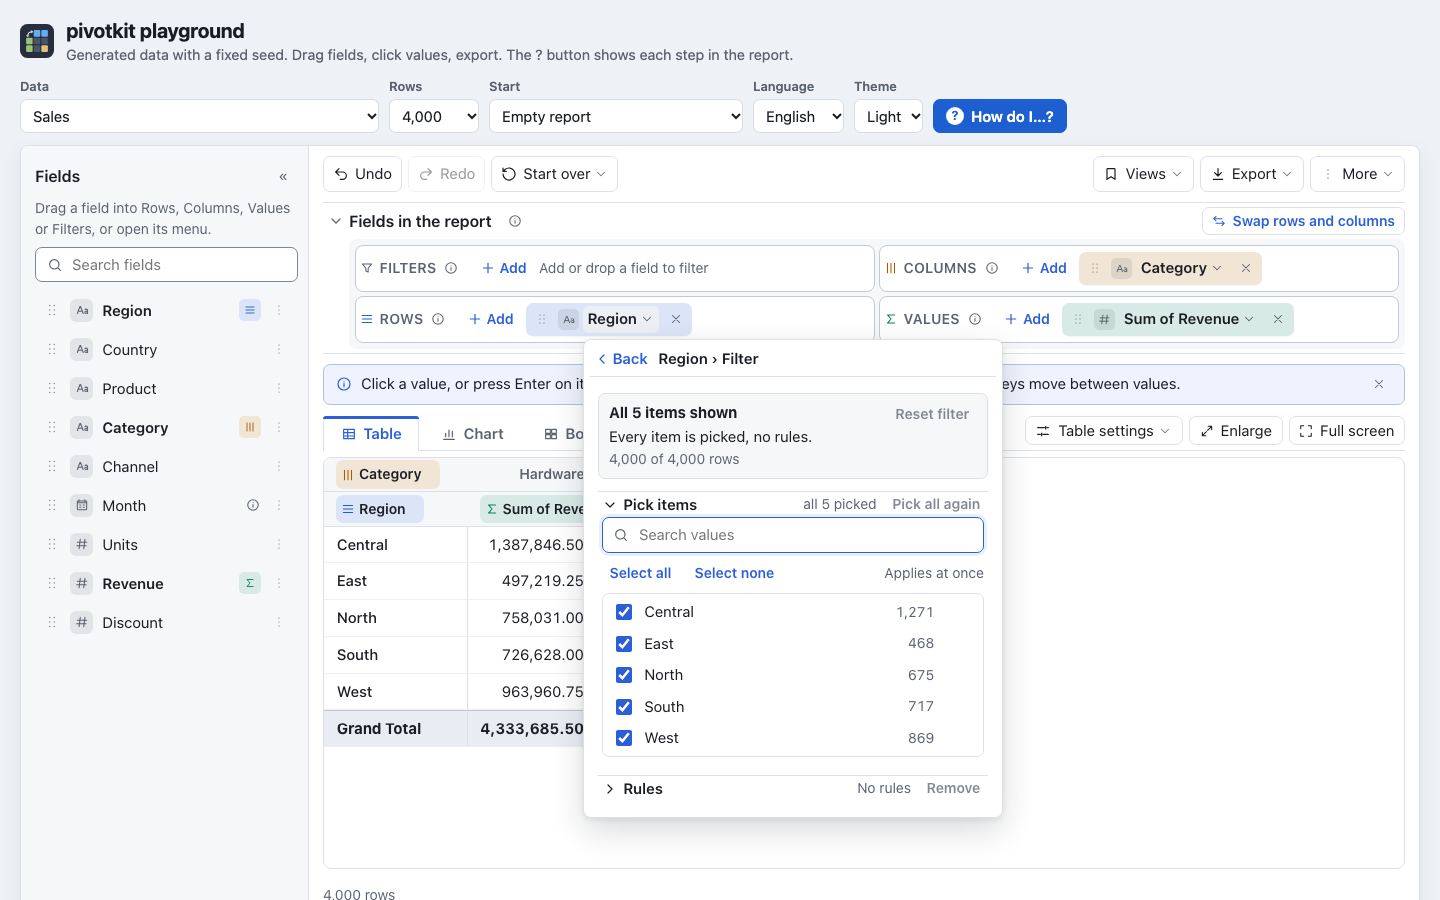 pivotkit playground
Generated data with a fixed seed. Drag fields, click values, export. The ? button shows each step in the report.
Data Rows Start Language Theme
Sales 4,000 Empty report English Light ? How do I...?
Fields «
Drag a field into Rows, Columns, Values
or Filters, or open its menu.
Search fields
Aa Region
Aa Country
Aa Product
Aa Category
Aa Channel
Month
# Units
# Revenue Σ
# Discount
Undo Redo Start over Views Export More
Fields in the report Swap rows and columns
FILTERS + Add Add or drop a field to filter
COLUMNS + Add Aa Category ×
ROWS + Add Aa Region ×
Σ VALUES + Add # Sum of Revenue ×
Click a value, or press Enter on it
eys move between values. ×
Table Chart Bo
Table settings Enlarge Full screen
Category Hardware
Region Σ Sum of Reve
Central 1,387,846.50
East 497,219.25
North 758,031.00
South 726,628.00
West 963,960.75
Grand Total 4,333,685.50
Back Region › Filter
All 5 items shown Reset filter
Every item is picked, no rules.
4,000 of 4,000 rows
Pick items all 5 picked Pick all again
Search values
Select all Select none Applies at once
Central 1,271
East 468
North 675
South 717
West 869
Rules No rules Remove
4,000 rows